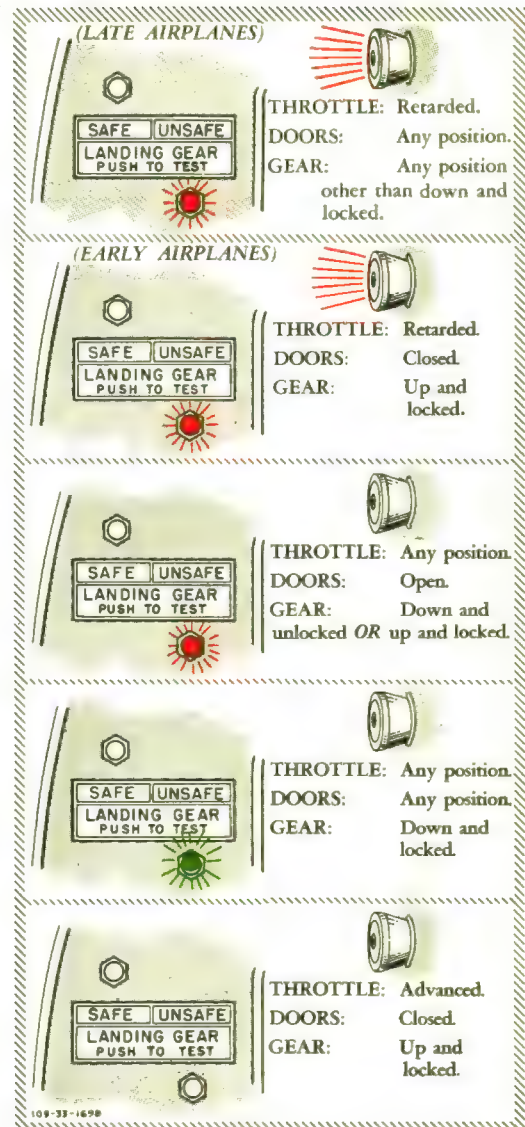 (LATE AIRPLANES)
SAFE UNSAFE
LANDING GEAR
PUSH TO TEST
THROTTLE: Retarded.
DOORS: Any position.
GEAR: Any position
other than down and
locked.
(EARLY AIRPLANES)
SAFE UNSAFE
LANDING GEAR
PUSH TO TEST
THROTTLE: Retarded.
DOORS: Closed.
GEAR: Up and
locked.
SAFE UNSAFE
LANDING GEAR
PUSH TO TEST
THROTTLE: Any position.
DOORS: Open.
GEAR: Down and
unlocked OR up and locked.
SAFE UNSAFE
LANDING GEAR
PUSH TO TEST
THROTTLE: Any position.
DOORS: Any position.
GEAR: Down and
locked.
SAFE UNSAFE
LANDING GEAR
PUSH TO TEST
THROTTLE: Advanced.
DOORS: Closed.
GEAR: Up and
locked.
109-33-1698